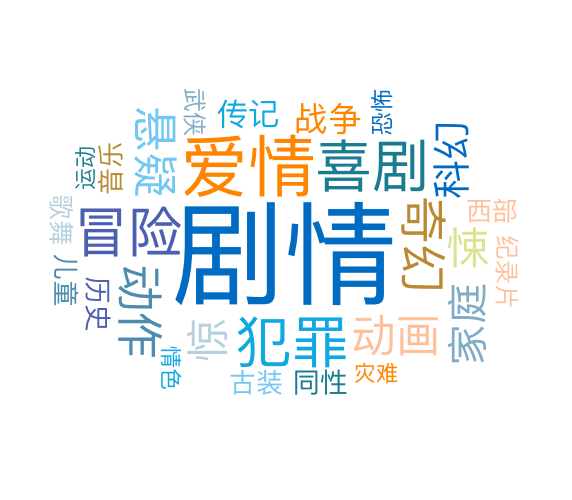 武侠
传记
战争
恐怖
悬疑
爱情
喜剧
科幻
运动
音乐
歌舞
冒险
剧情
奇幻
惊
悚
西部
纪录片
儿童
历史
动作
犯罪
动画
家庭
情色
古装
同性
灾难